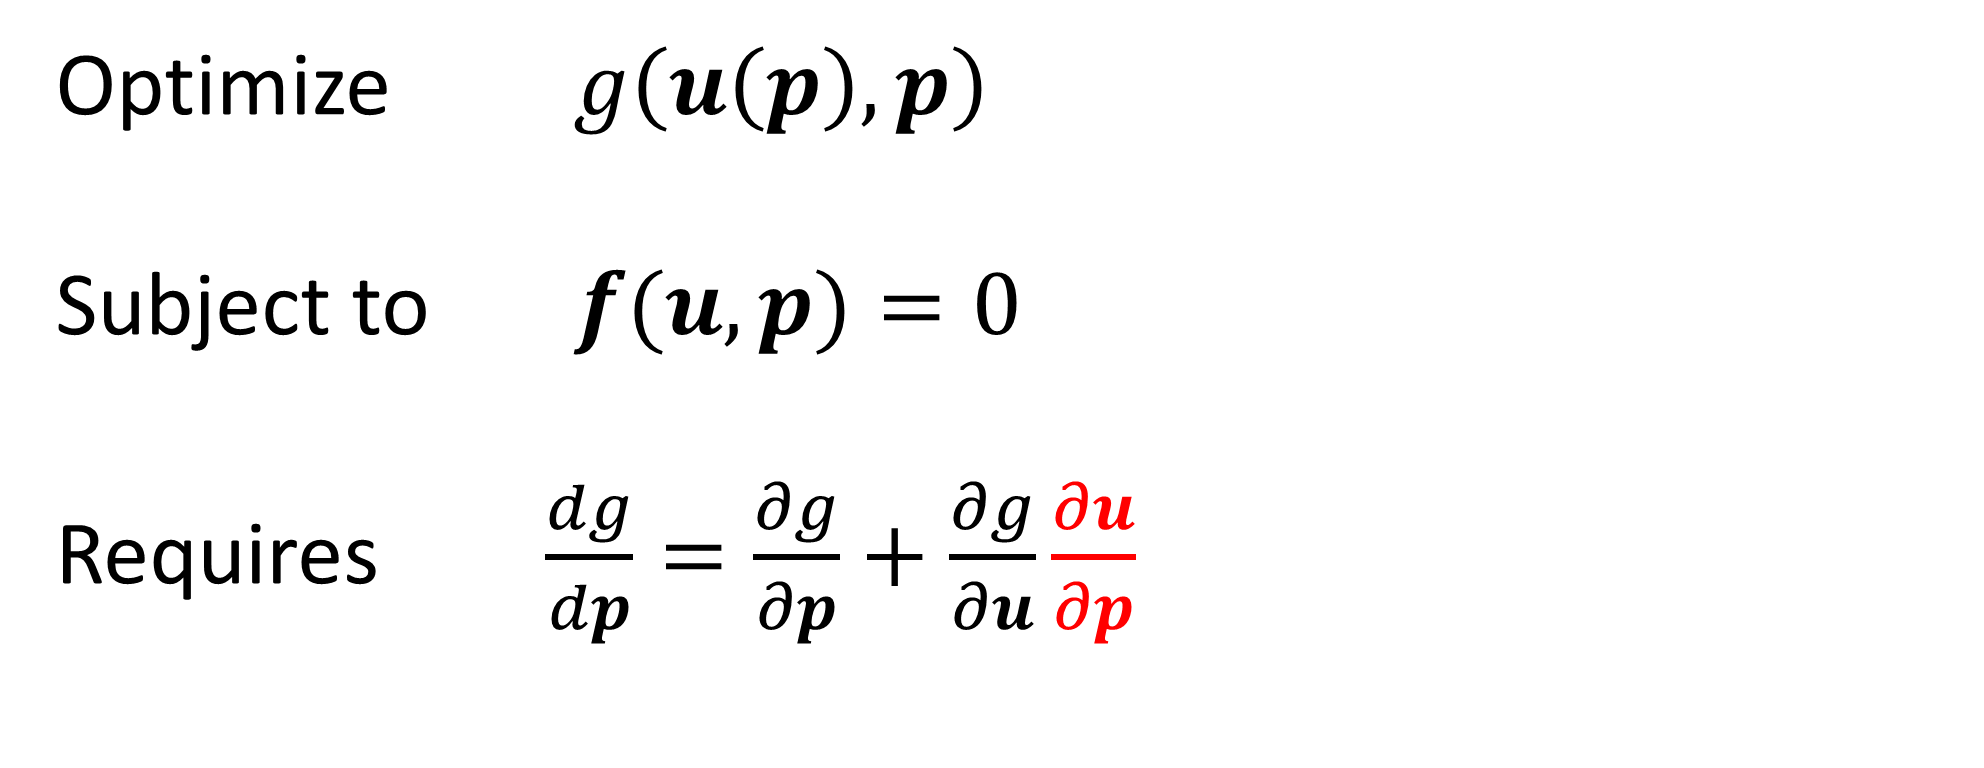 Optimize g(𝒖(𝒑), 𝒑)
Subject to 𝒇(𝒖, 𝒑) = 0
Requires dg/d𝒑 = ∂g/∂𝒑 + ∂g/∂𝒖 ∂𝒖/∂𝒑